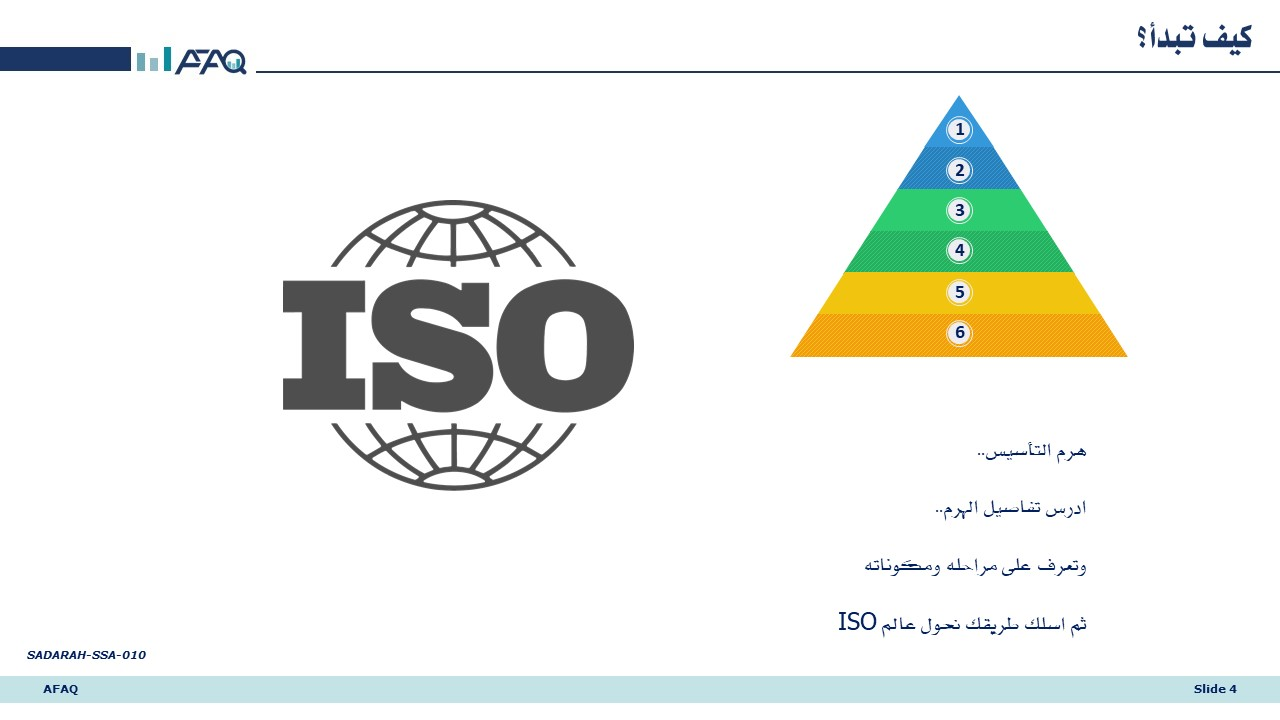 كيف تبدأ؟
AFAQ
1
2
3
4
5
6
ISO
هرم التأسيس..
ادرس تفاصيل الهرم..
وتعرف على مراحله ومكوناته
ثم اسلك طريقك نحول عالم ISO
SADARAH-SSA-010
AFAQ
Slide 4